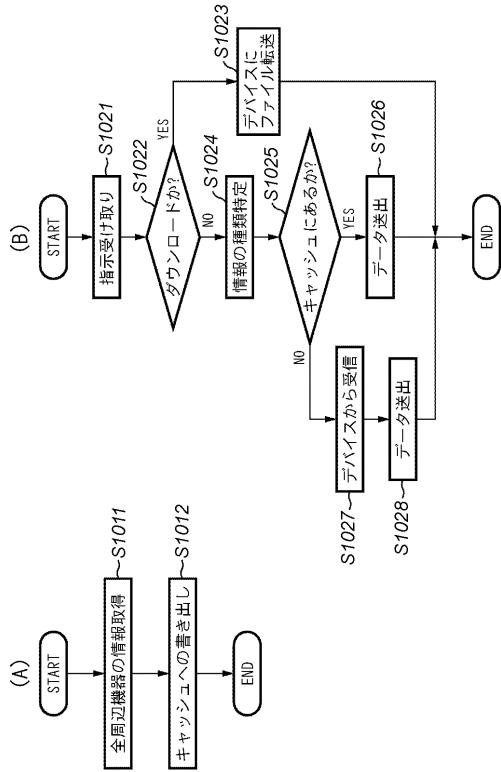 (A)
START
全周辺機器の情報取得
S1011
キャッシュへの書き出し
S1012
END
(B)
START
指示受け取り
S1021
ダウンロードか?
S1022
YES
デバイスに
ファイル転送
S1023
NO
情報の種類特定
S1024
キャッシュにあるか?
S1025
YES
データ送出
S1026
NO
デバイスから受信
S1027
データ送出
S1028
END